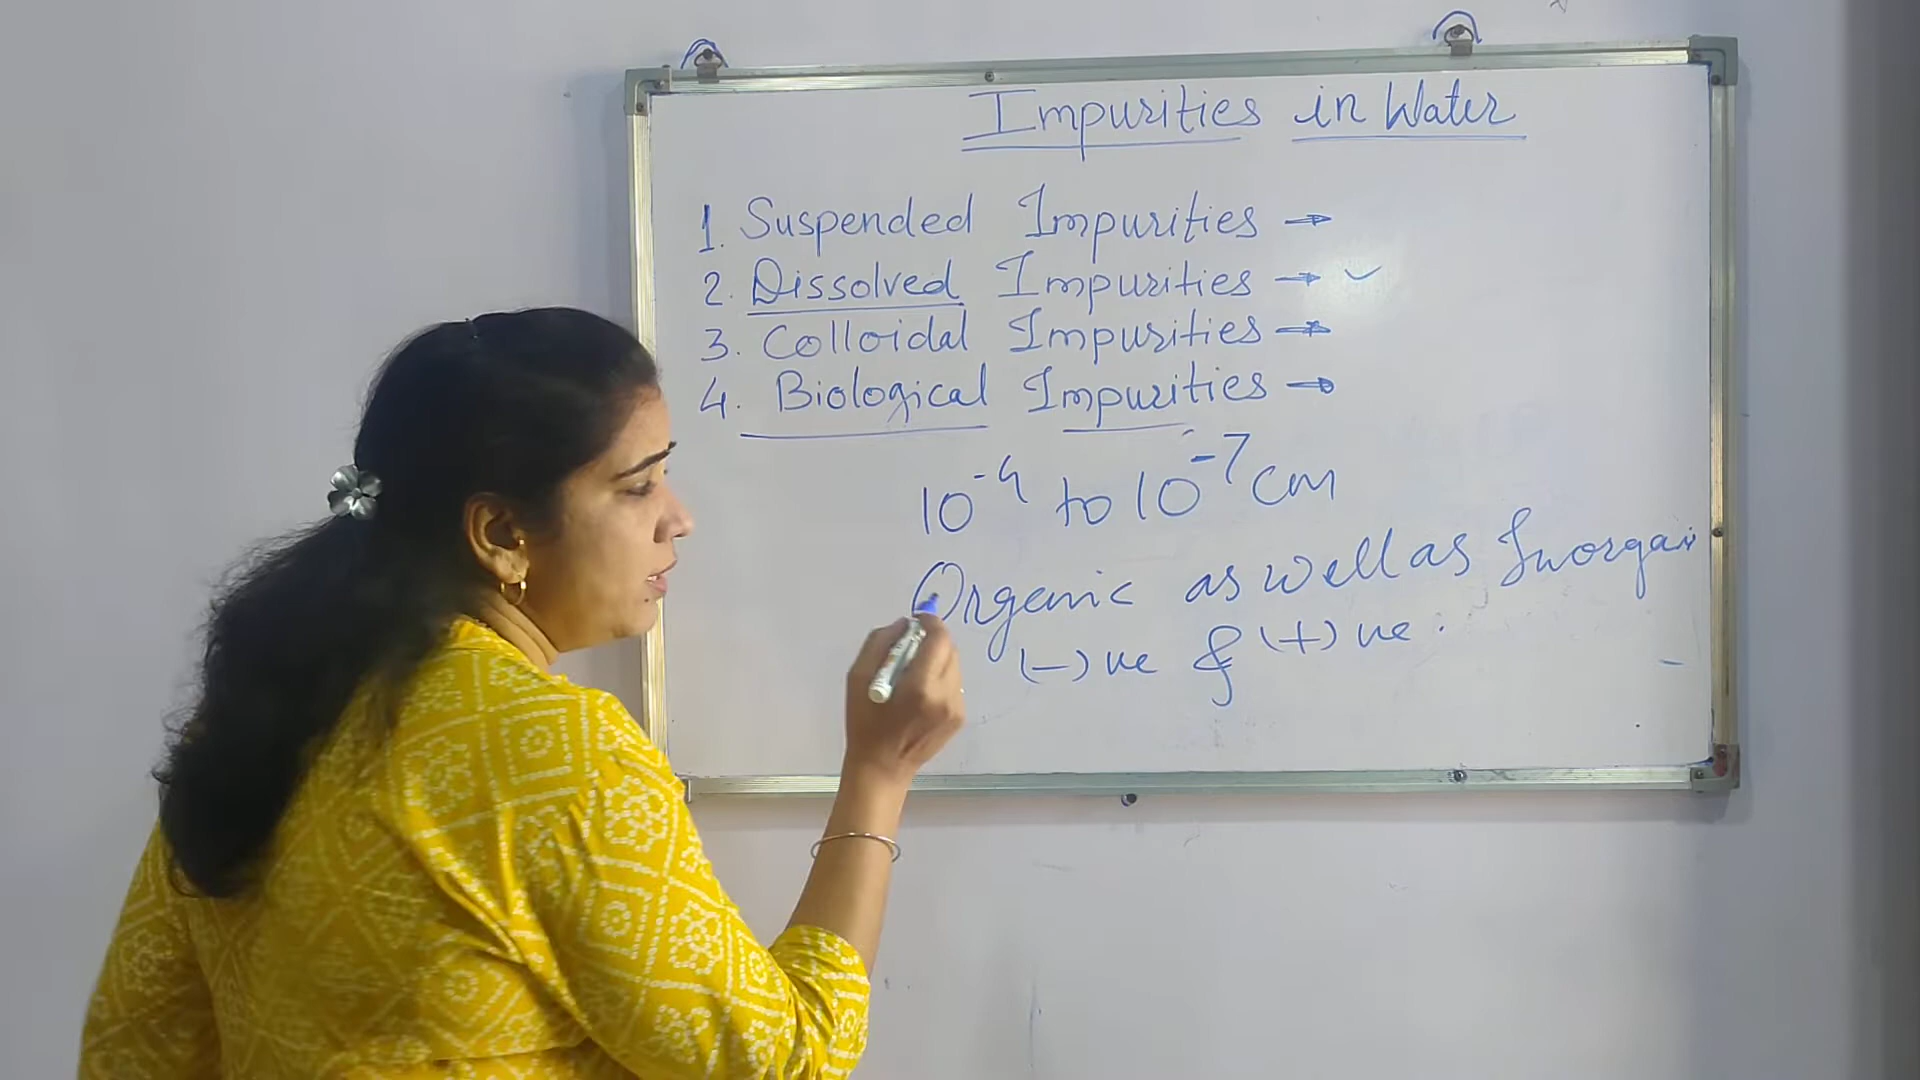 Impurities in Water
1. Suspended Impurities →
2. Dissolved Impurities →
3. Colloidal Impurities →
4. Biological Impurities →
10⁻⁴ to 10⁻⁷ cm
Organic as well as Inorgani
(-)ve & (+)ve.